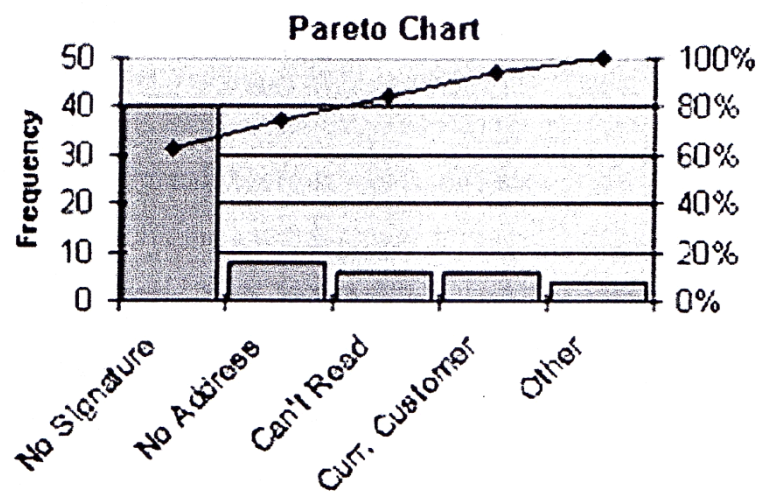 Pareto Chart
50
40
30
20
10
0
Frequency
100%
80%
60%
40%
20%
0%
No Signature
No Address
Can't Read
Curr. Customer
Other